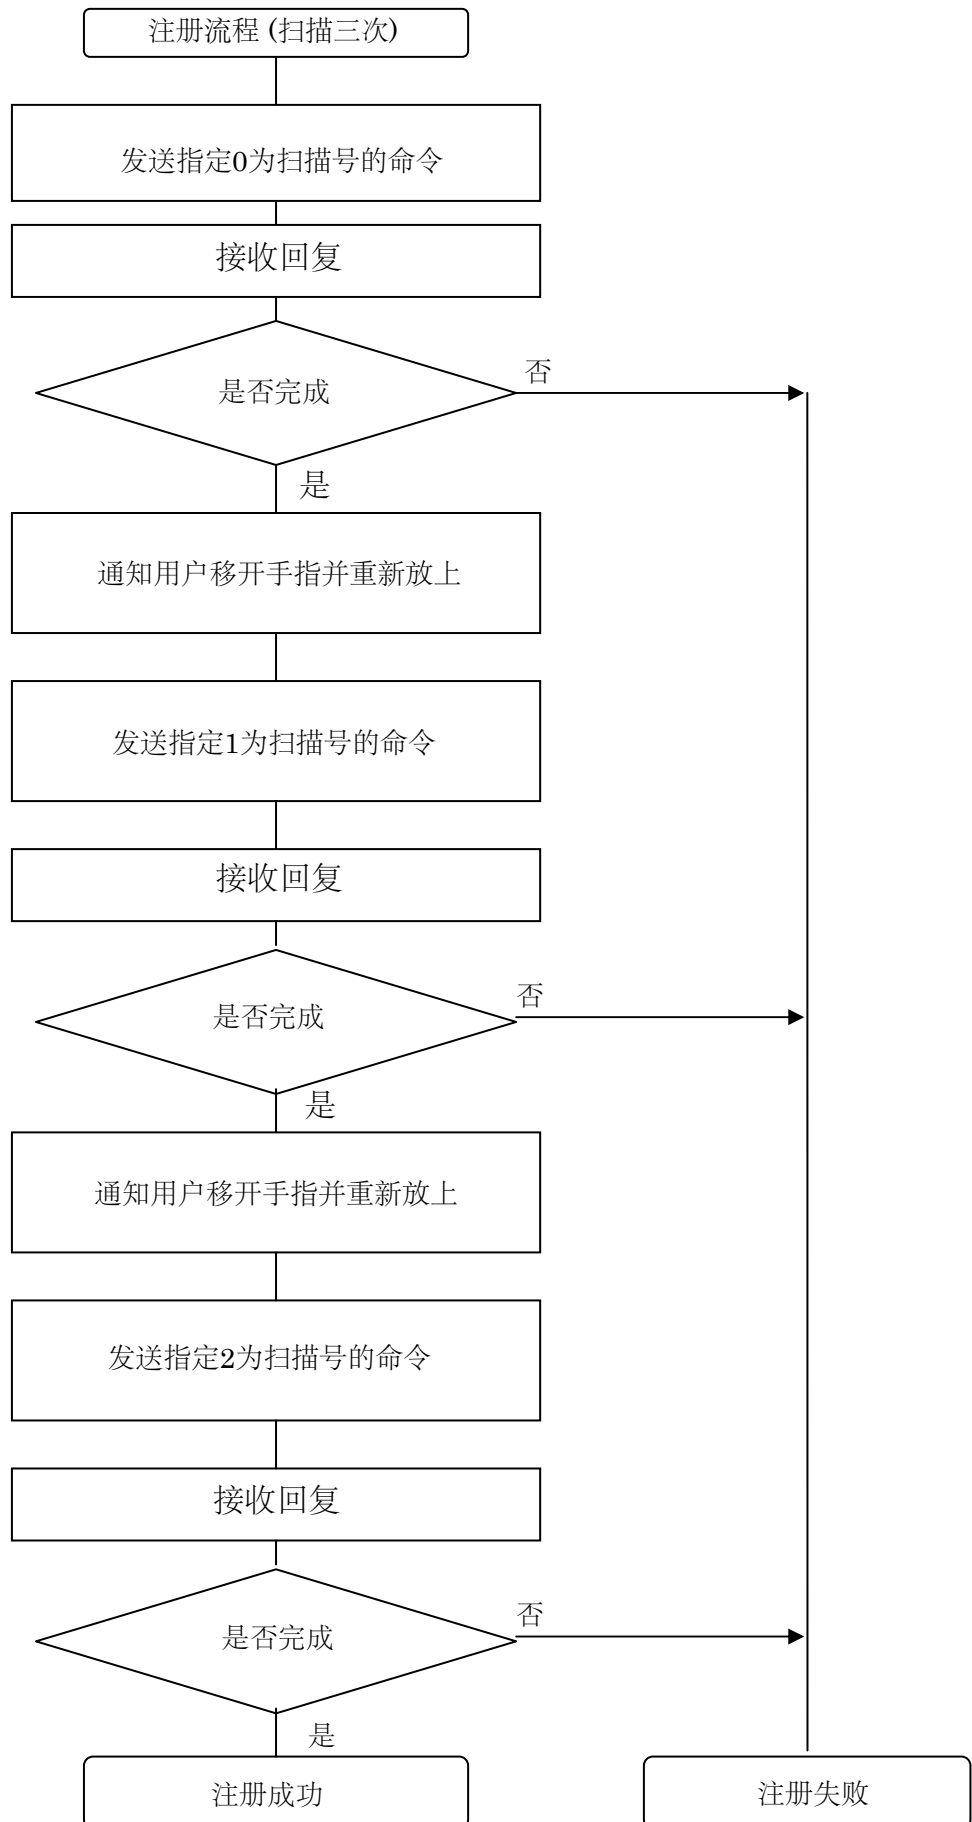 注册流程 (扫描三次)
发送指定0为扫描号的命令
接收回复
是否完成
否
是
通知用户移开手指并重新放上
发送指定1为扫描号的命令
接收回复
是否完成
否
是
通知用户移开手指并重新放上
发送指定2为扫描号的命令
接收回复
是否完成
否
是
注册成功
注册失败